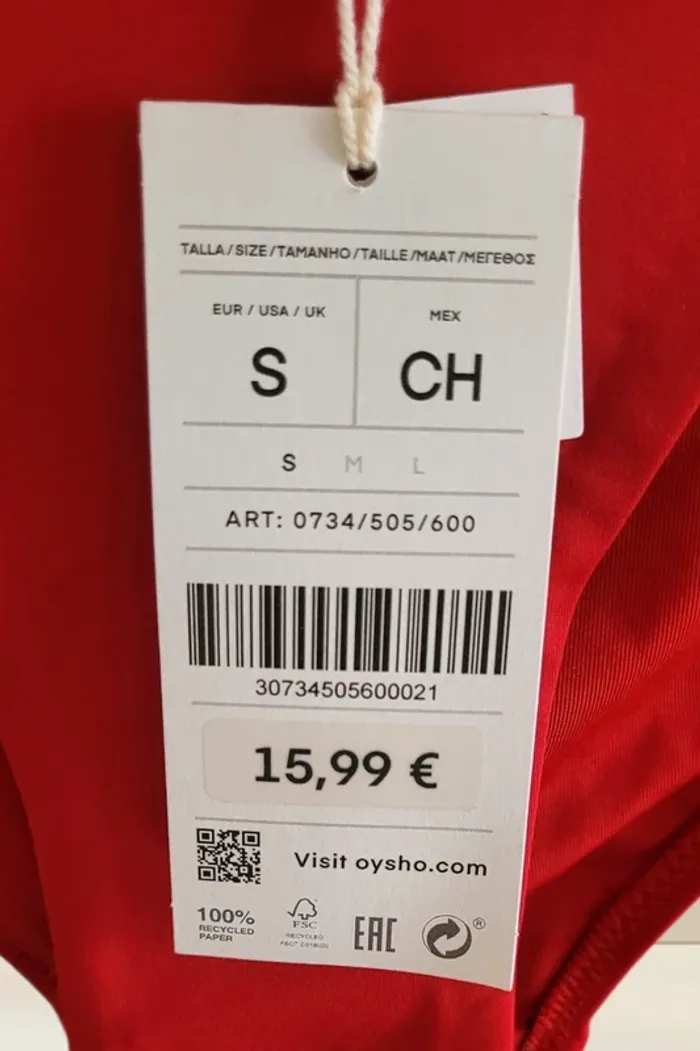 TALLA/SIZE/TAMANHO/TAILLE/MAAT/ΜΕΓΕΘΟΣ
EUR / USA / UK
MEX
S
CH
S M L
ART: 0734/505/600
30734505600021
15,99 €
Visit oysho.com
100%
RECYCLED
PAPER
FSC
RECYCLED
EAC
®